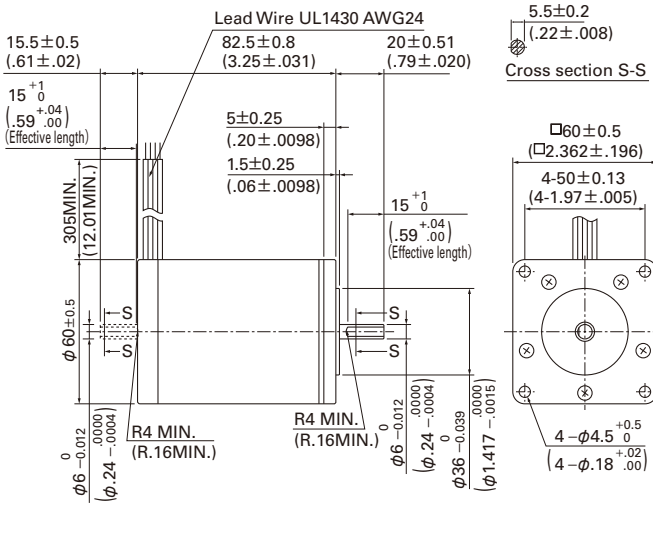 Lead Wire UL1430 AWG24
15.5±0.5
(.61±.02)
82.5±0.8
(3.25±.031)
20±0.51
(.79±.020)
5.5±0.2
(.22±.008)
Cross section S-S
15 +1 0
(.59 +.04 .00)
(Effective length)
5±0.25
(.20±.0098)
1.5±0.25
(.06±.0098)
15 +1 0
(.59 +.04 .00)
(Effective length)
305MIN.
(12.01MIN.)
□60±0.5
(□2.362±.196)
4-50±0.13
(4-1.97±.005)
φ60±0.5
S
S
S
S
R4 MIN.
(R.16MIN.)
R4 MIN.
(R.16MIN.)
φ6 0 −0.012
(φ.24 .0000 −.0004)
φ6 0 −0.012
(φ.24 .0000 −.0004)
φ36 0 −0.039
(φ1.417 .0000 −.0015)
4−φ4.5 +0.5 0
(4−φ.18 +.02 .00)